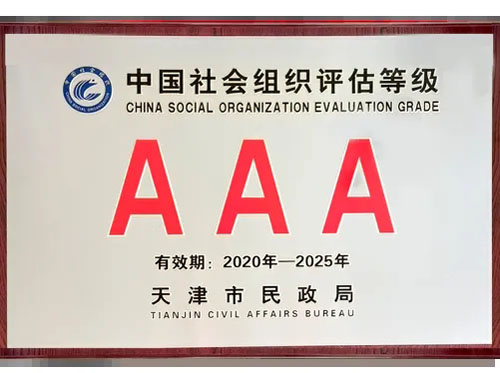 中国社会组织评估等级
CHINA SOCIAL ORGANIZATION EVALUATION GRADE
AAA
有效期：2020年—2025年
天津市民政局
TIANJIN CIVIL AFFAIRS BUREAU